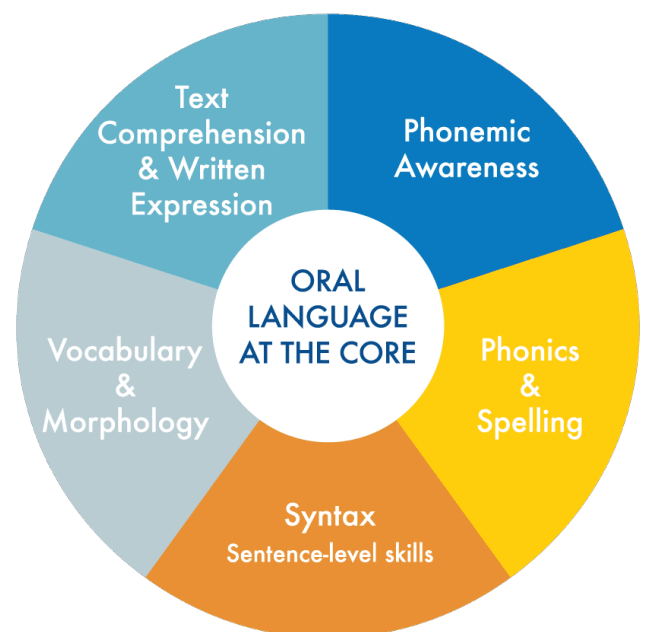 Text
Comprehension
& Written
Expression
Phonemic
Awareness
ORAL
LANGUAGE
AT THE CORE
Vocabulary
&
Morphology
Phonics
&
Spelling
Syntax
Sentence-level skills